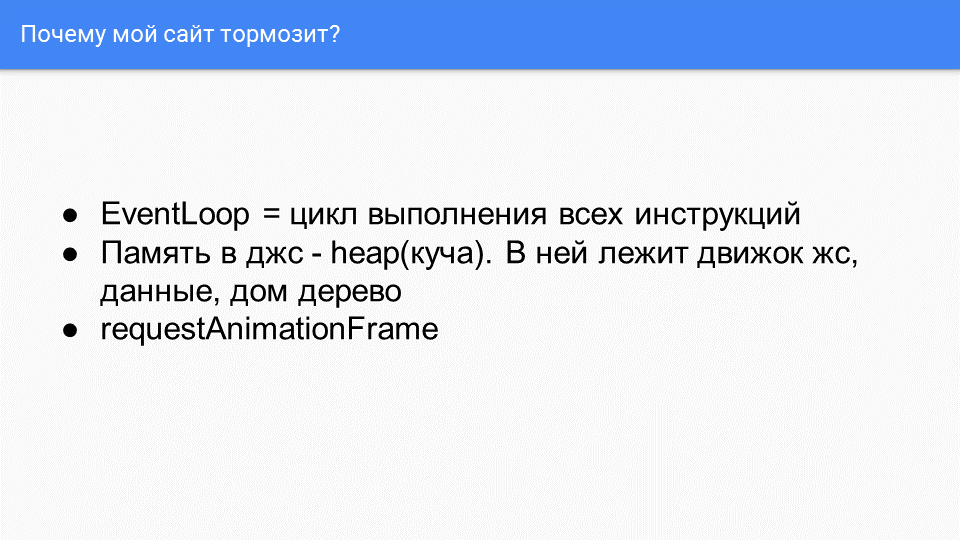 Почему мой сайт тормозит?
● EventLoop = цикл выполнения всех инструкций
● Память в джс - heap(куча). В ней лежит движок жс,
данные, дом дерево
● requestAnimationFrame